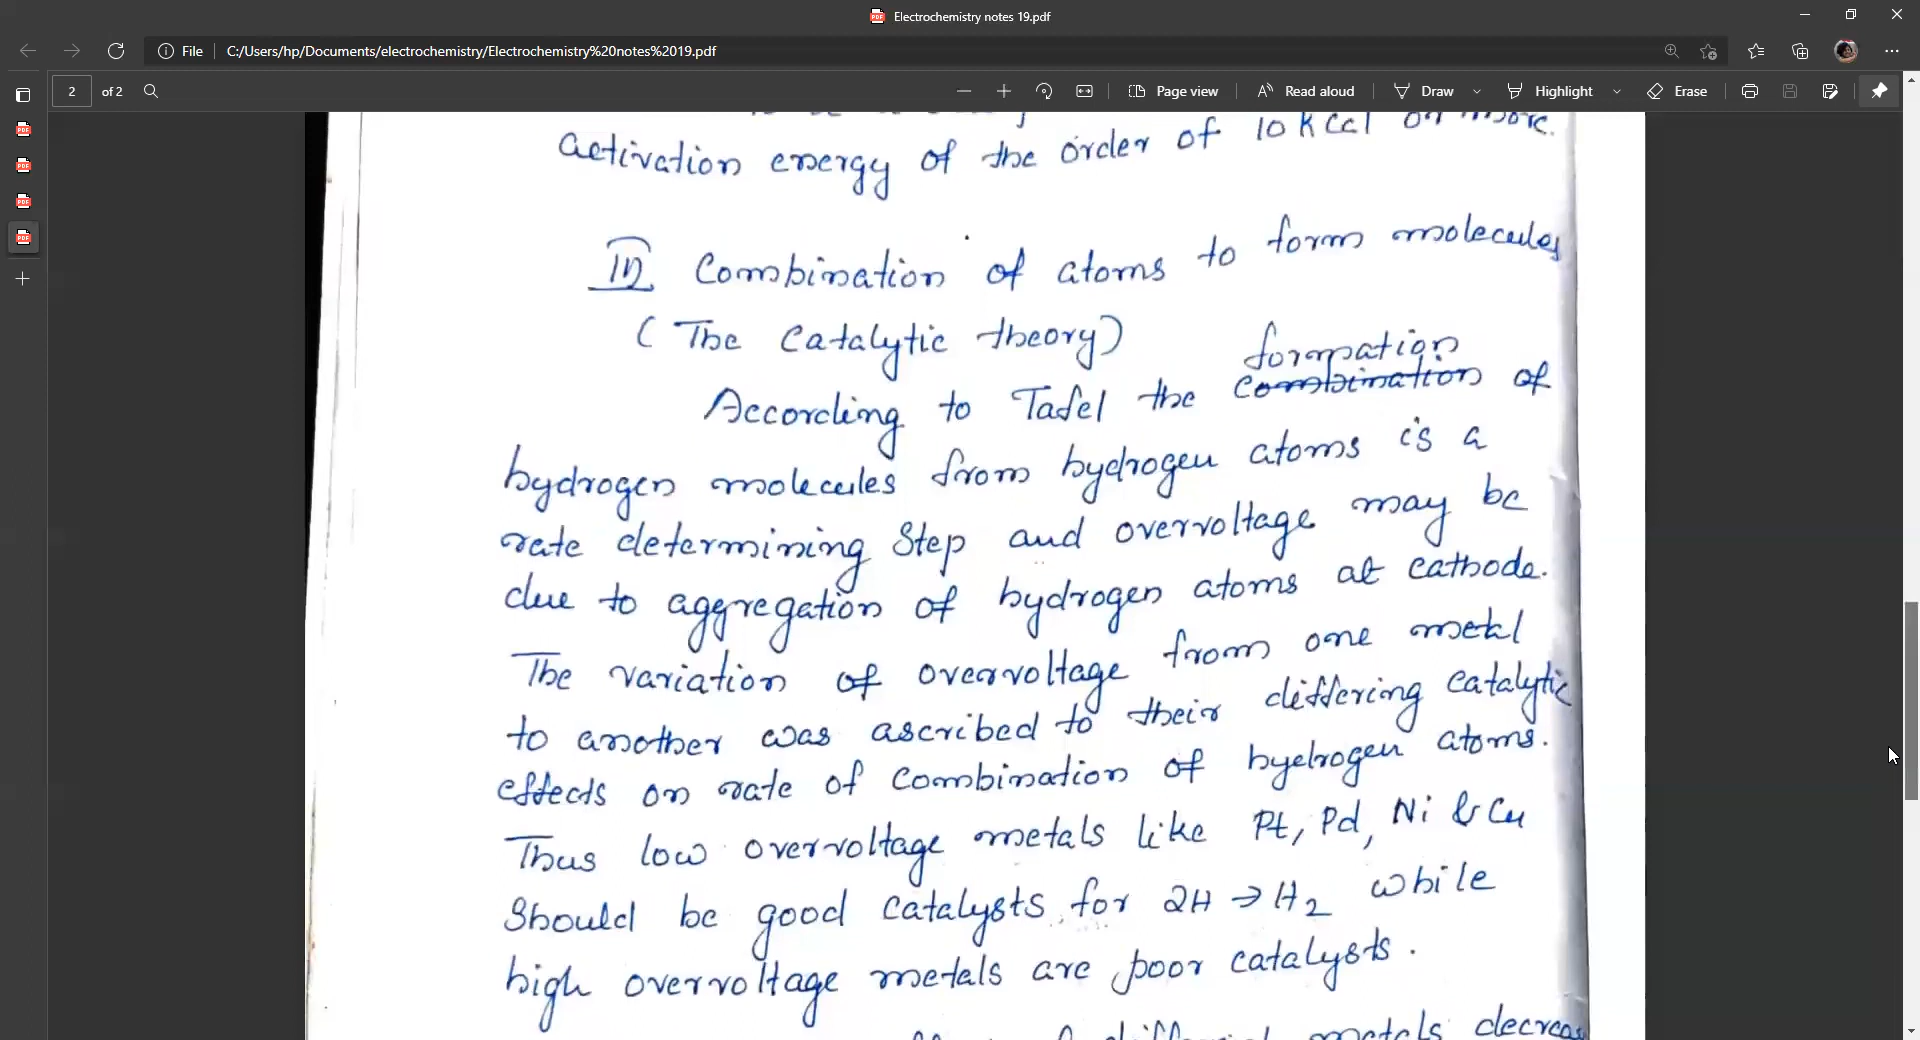 Electrochemistry notes 19.pdf
File C:/Users/hp/Documents/electrochemistry/Electrochemistry%20notes%2019.pdf
2 of 2 Page view Read aloud Draw Highlight Erase
activation energy of the order of 10 kcal or more.
III Combination of atoms to form molecules
(The Catalytic theory)
formation
According to Tafel the combination of
hydrogen molecules from hydrogen atoms is a
rate determining step and overvoltage may be
due to aggregation of hydrogen atoms at cathode.
The variation of overvoltage from one metal
to another was ascribed to their differing catalytic
effects on rate of combination of hydrogen atoms.
Thus low overvoltage metals like Pt, Pd, Ni & Cu
should be good catalysts for 2H → H2 while
high overvoltage metals are poor catalysts.
metals decreas